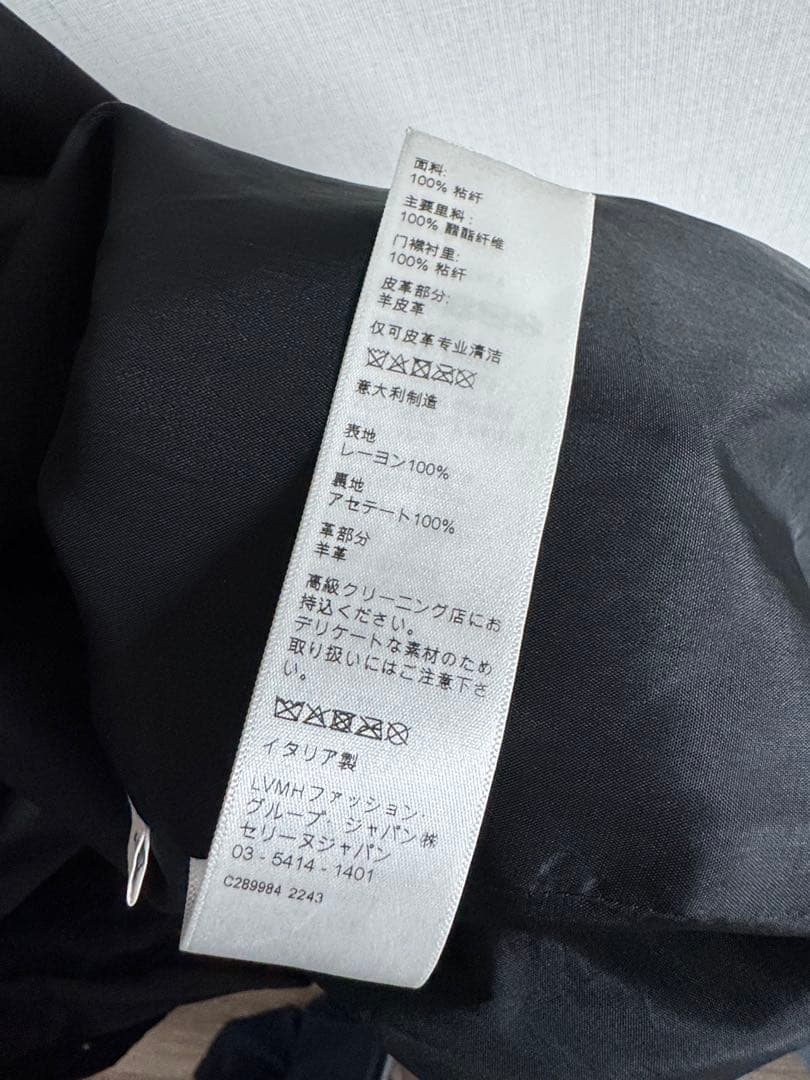 面料:
100% 粘纤
主要里料:
100% 醋酯纤维
门襟衬里:
100% 粘纤
皮革部分:
羊皮革
仅可皮革专业清洁
意大利制造
表地
レーヨン100%
裏地
アセテート100%
革部分
羊革
高級クリーニング店にお
持込ください。
デリケートな素材のため
取り扱いにはご注意下さ
い。
イタリア製
LVMHファッション・
グループ・ジャパン㈱
セリーヌジャパン
03 - 5414 - 1401
C289984 2243